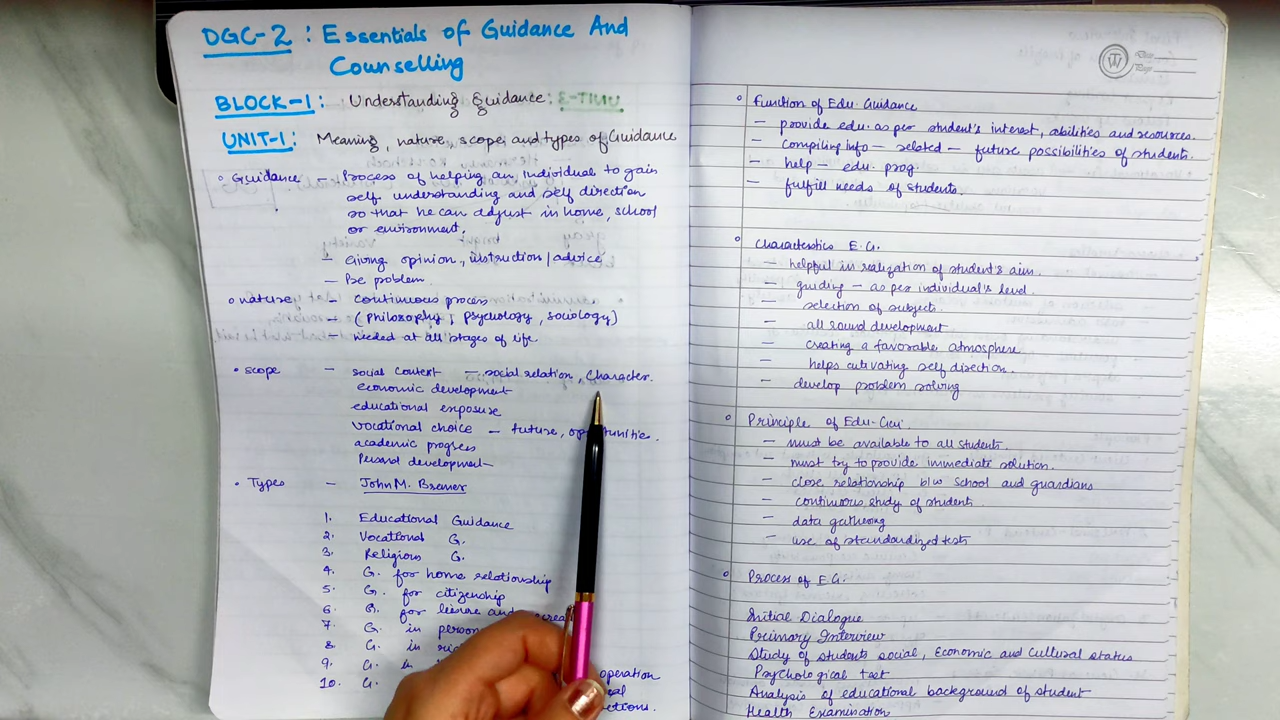 DGC-2 : Essentials of Guidance And
Counselling
BLOCK-1: Understanding Guidance:
UNIT-1: Meaning, nature, scope, and types of Guidance
° Guidance – Process of helping an Individual to gain
self understanding and self direction
so that he can adjust in home, school
or environment.
– Giving opinion, instruction / advice
– problem.
° nature – continuous process
– (Philosophy, psychology, sociology)
– needed at all stages of life
• scope – social context – social relation, character.
economic development
educational exposure
vocational choice – future,
academic progress
development
• Types – John M. Brewer
1. Educational Guidance
2. Vocational G.
3. Religious G.
4. G. for home relationship
5. G. for citizenship
6. G. for leisure and
7. G. in
8. G. in
9. G. in
operation
10. G.
° Function of Edu. Guidance
– provide edu. as per student's interest, abilities and resources.
– compiling info – related – future possibilities of students.
– help – edu. prog
– fulfill needs of students.
° Characteristics E.G.
– helpful in realization of student's aim.
– guiding – as per individual's level.
– selection of subject.
– all round development
– creating a favorable atmosphere
– helps cultivating self direction.
– develop problem solving
° Principle of Edu-Gui.
– must be available to all students.
– must try to provide immediate solution.
– close relationship b/w school and guardians
– continuous study of students
– data gathering
– use of standardized tests
° Process of E.G.
Initial Dialogue
Primary Interview
Study of students social, Economic and Cultural status
Psychological test
Analysis of educational background of student
Health Examination